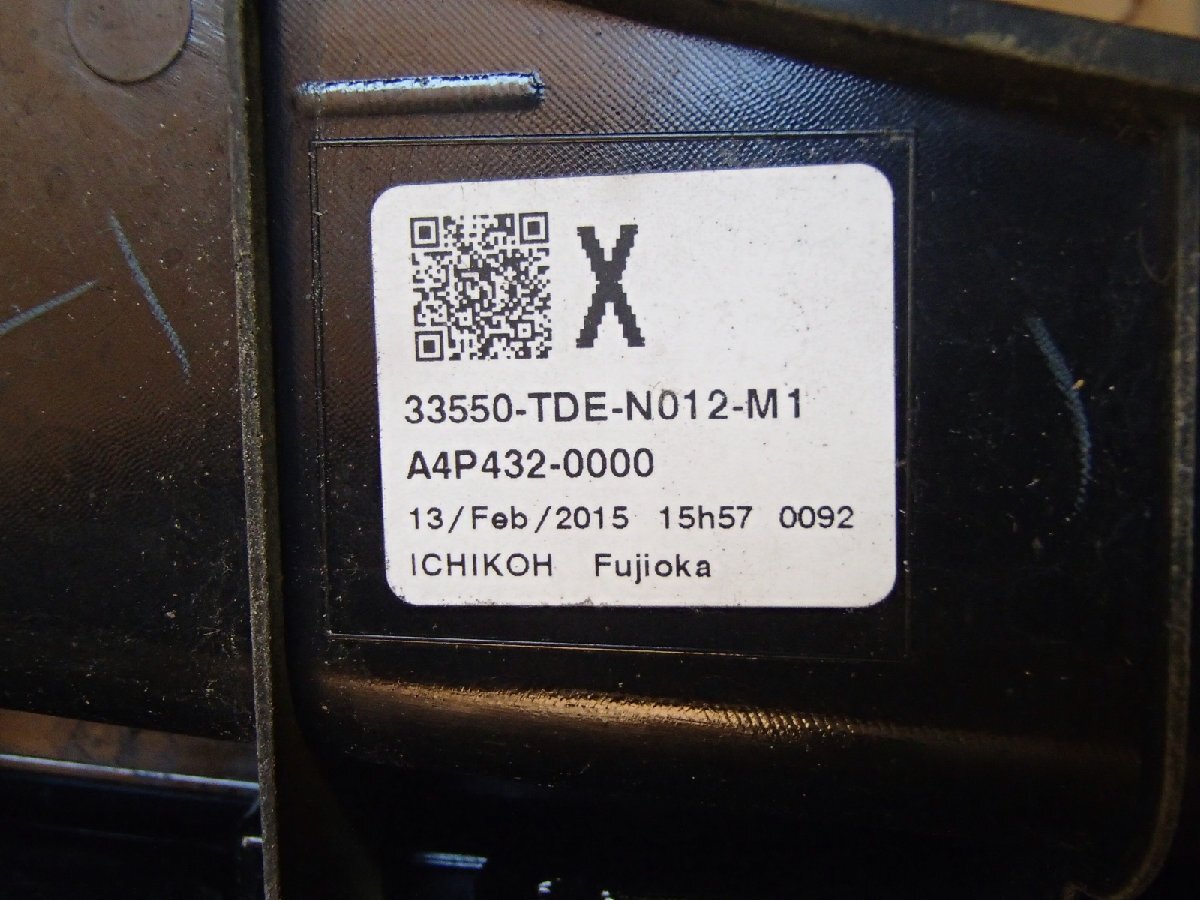 X
33550-TDE-N012-M1
A4P432-0000
13/Feb/2015 15h57 0092
ICHIKOH Fujioka